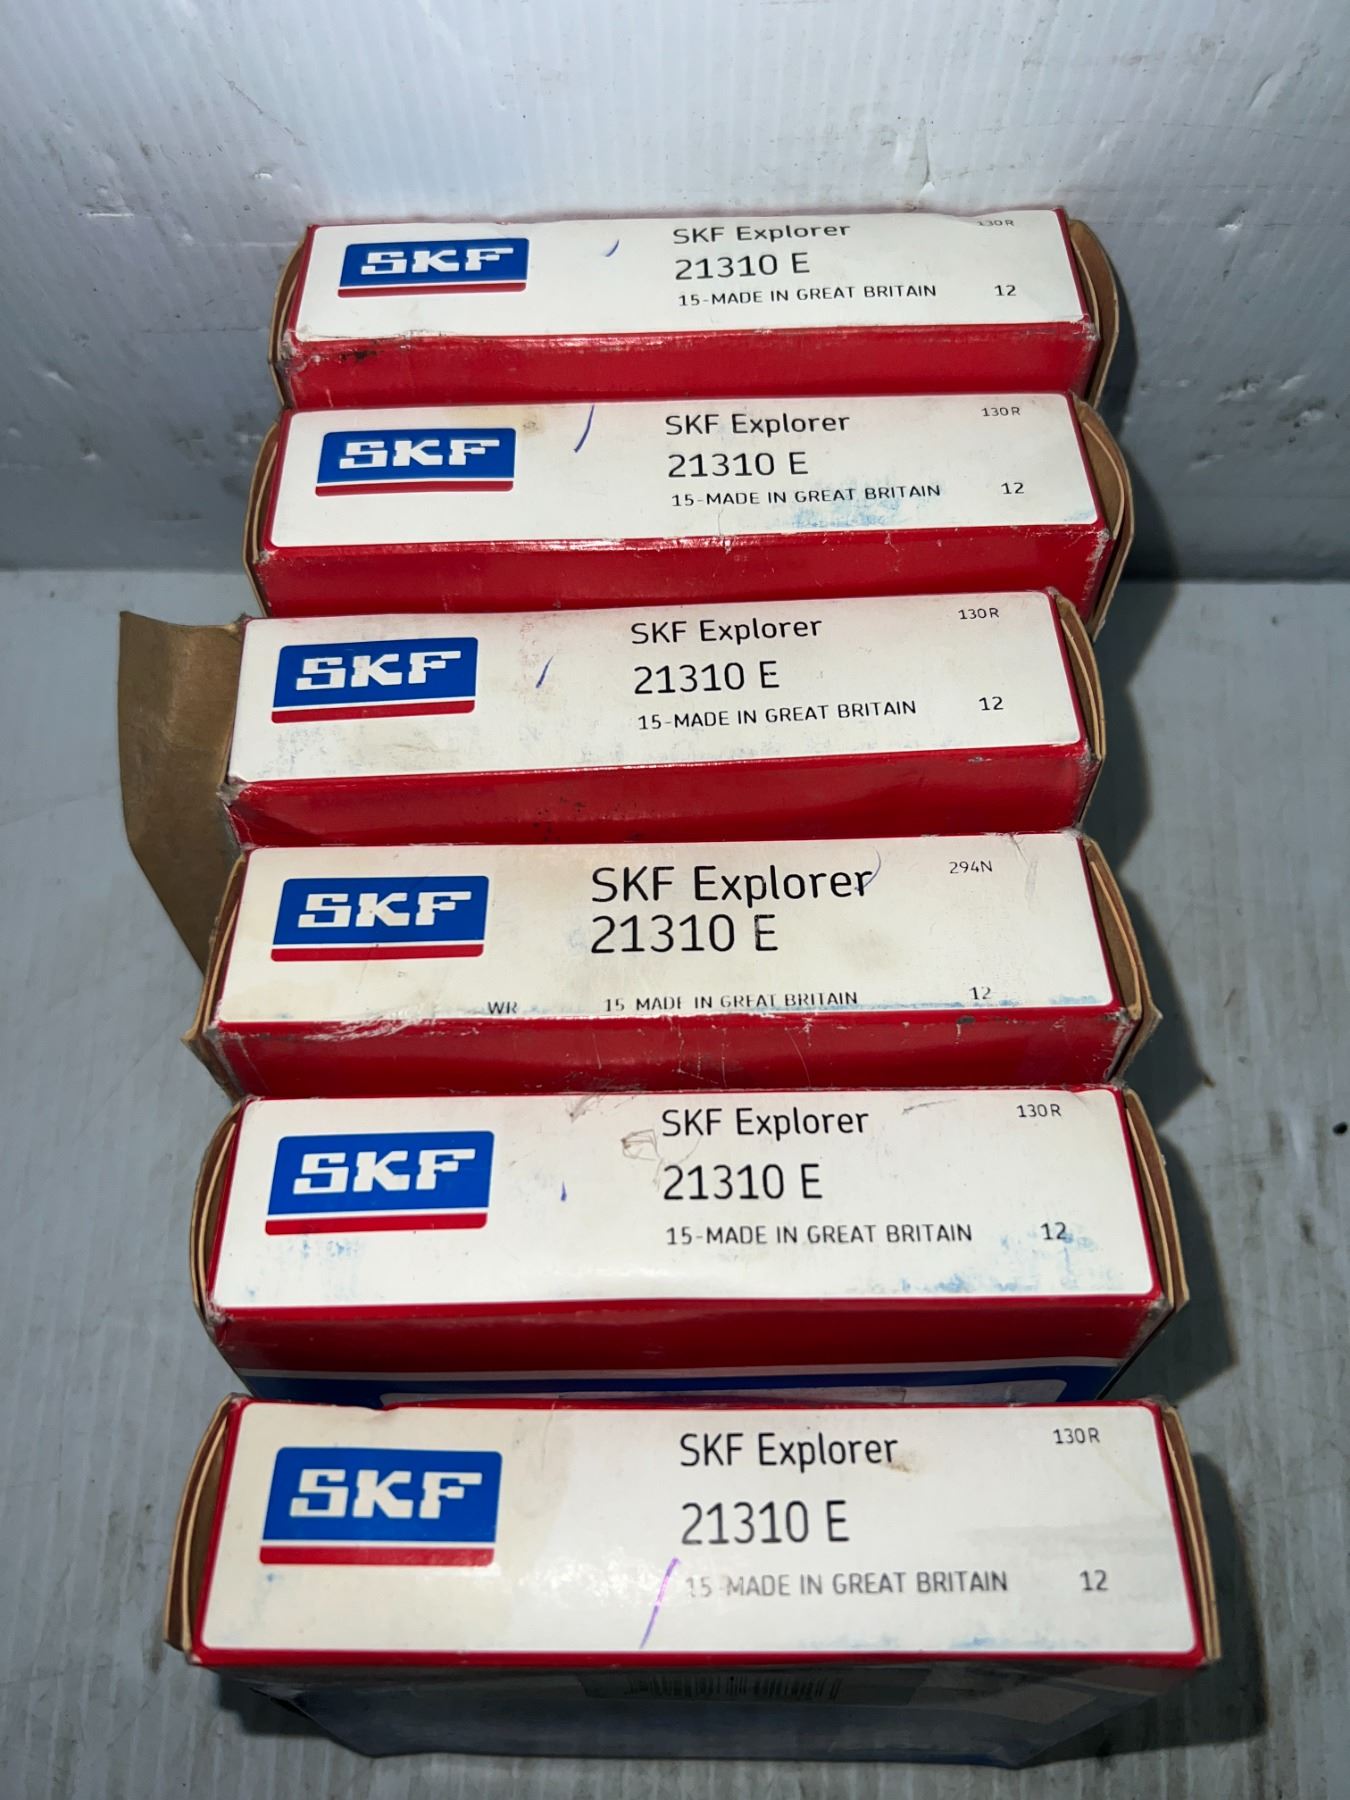 SKF
SKF Explorer
130R
21310 E
15-MADE IN GREAT BRITAIN
12
SKF
SKF Explorer
130R
21310 E
15-MADE IN GREAT BRITAIN
12
SKF
SKF Explorer
130R
21310 E
15-MADE IN GREAT BRITAIN
12
SKF
SKF Explorer
294N
21310 E
WR
15 MADE IN GREAT BRITAIN
12
SKF
SKF Explorer
130R
21310 E
15-MADE IN GREAT BRITAIN
12
SKF
SKF Explorer
130R
21310 E
15-MADE IN GREAT BRITAIN
12